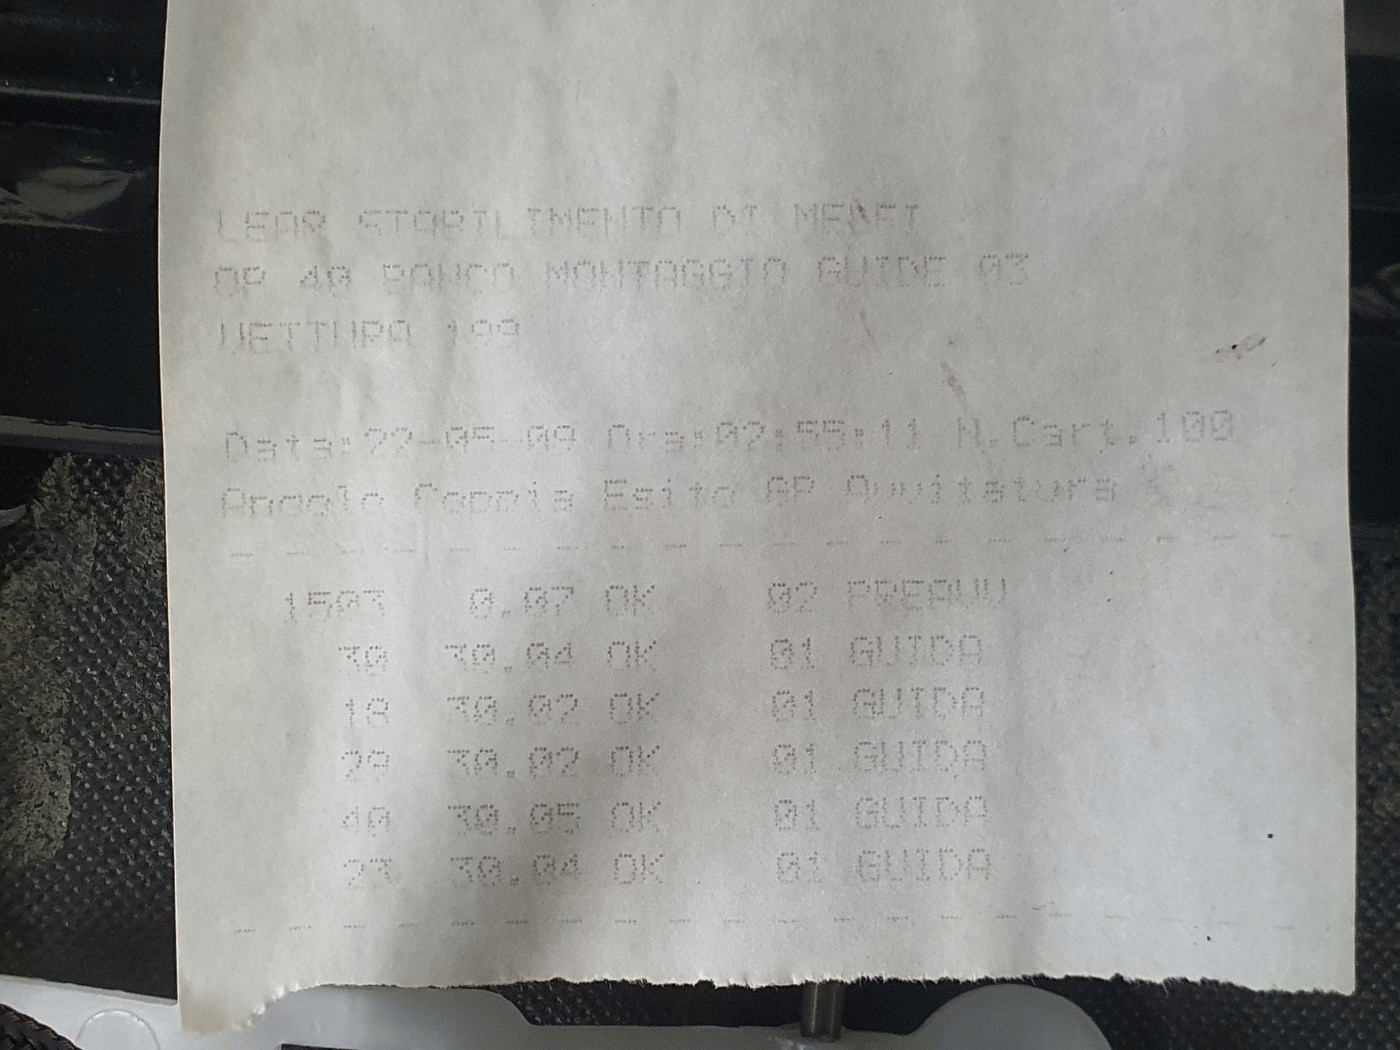 LEAR STABILIMENTO DI MELFI
OP 40 BANCO MONTAGGIO GUIDE 03
VETTURA 199
Data:22-05-09 Ora:02:55:11 N.Cart.100
Angolo Coppia Esito GP Avvitatura
- - - - - - - - - - - - - - - - - - - -
1503 0.07 OK 02 PREAVV
30 30.04 OK 01 GUIDA
18 30.02 OK 01 GUIDA
29 30.02 OK 01 GUIDA
40 30.05 OK 01 GUIDA
23 30.04 OK 01 GUIDA
- - - - - - - - - - - - - - - - - - - -